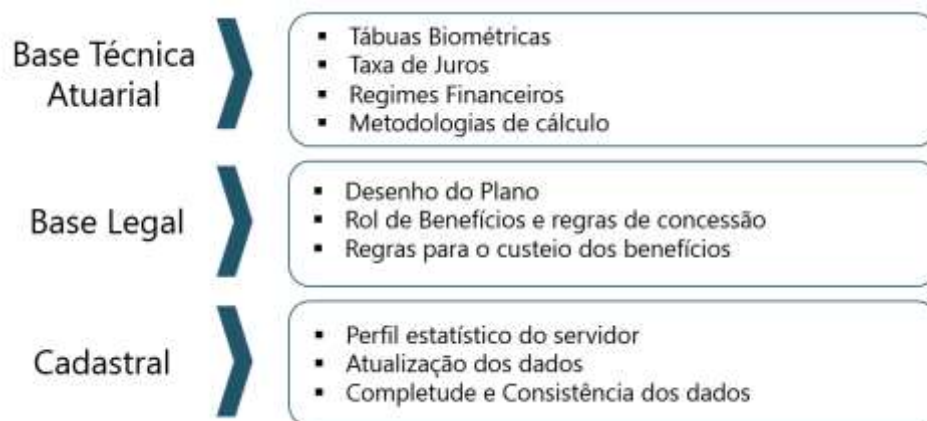 Base Técnica
Atuarial
▪ Tábuas Biométricas
▪ Taxa de Juros
▪ Regimes Financeiros
▪ Metodologias de cálculo
Base Legal
▪ Desenho do Plano
▪ Rol de Benefícios e regras de concessão
▪ Regras para o custeio dos benefícios
Cadastral
▪ Perfil estatístico do servidor
▪ Atualização dos dados
▪ Completude e Consistência dos dados